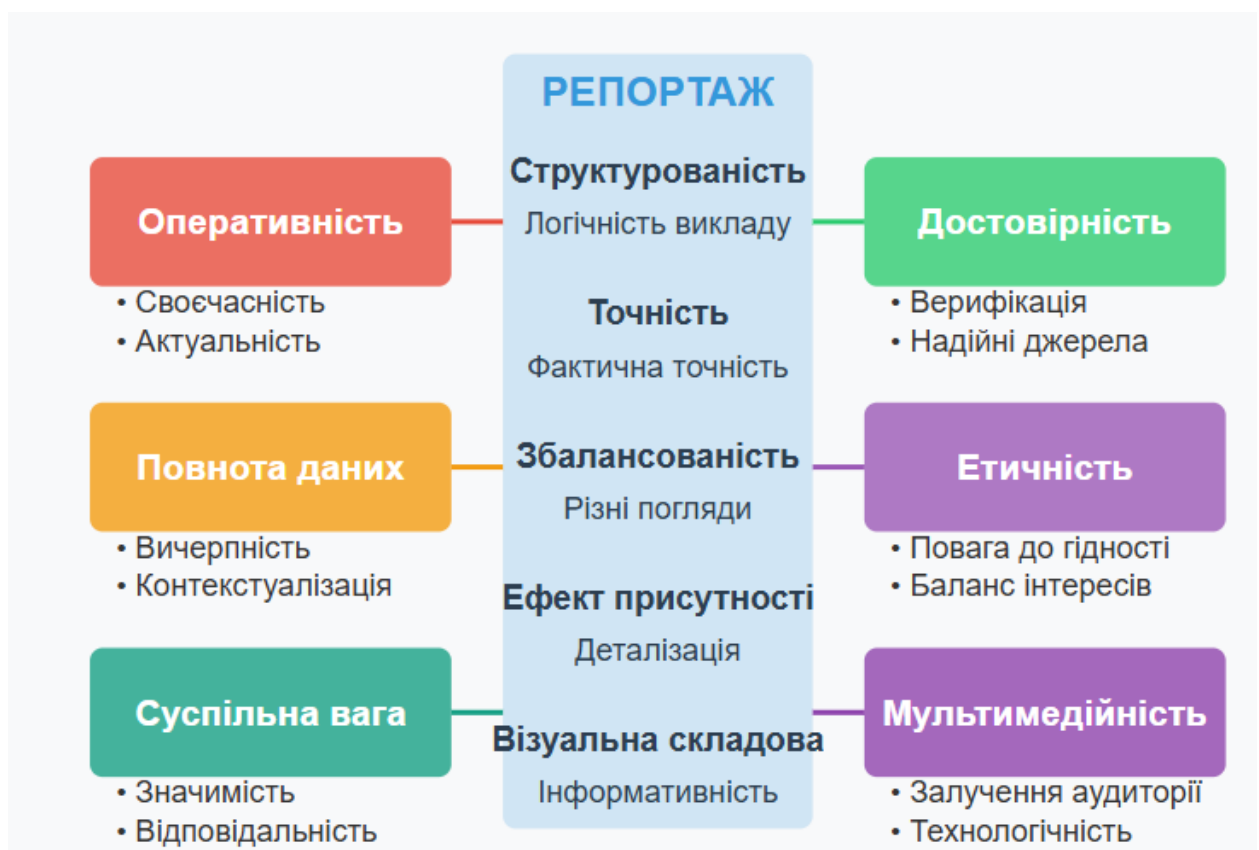 РЕПОРТАЖ
Структурованість
Логічність викладу
Точність
Фактична точність
Збалансованість
Різні погляди
Ефект присутності
Деталізація
Візуальна складова
Інформативність
Оперативність
• Своєчасність
• Актуальність
Повнота даних
• Вичерпність
• Контекстуалізація
Суспільна вага
• Значимість
• Відповідальність
Достовірність
• Верифікація
• Надійні джерела
Етичність
• Повага до гідності
• Баланс інтересів
Мультимедійність
• Залучення аудиторії
• Технологічність